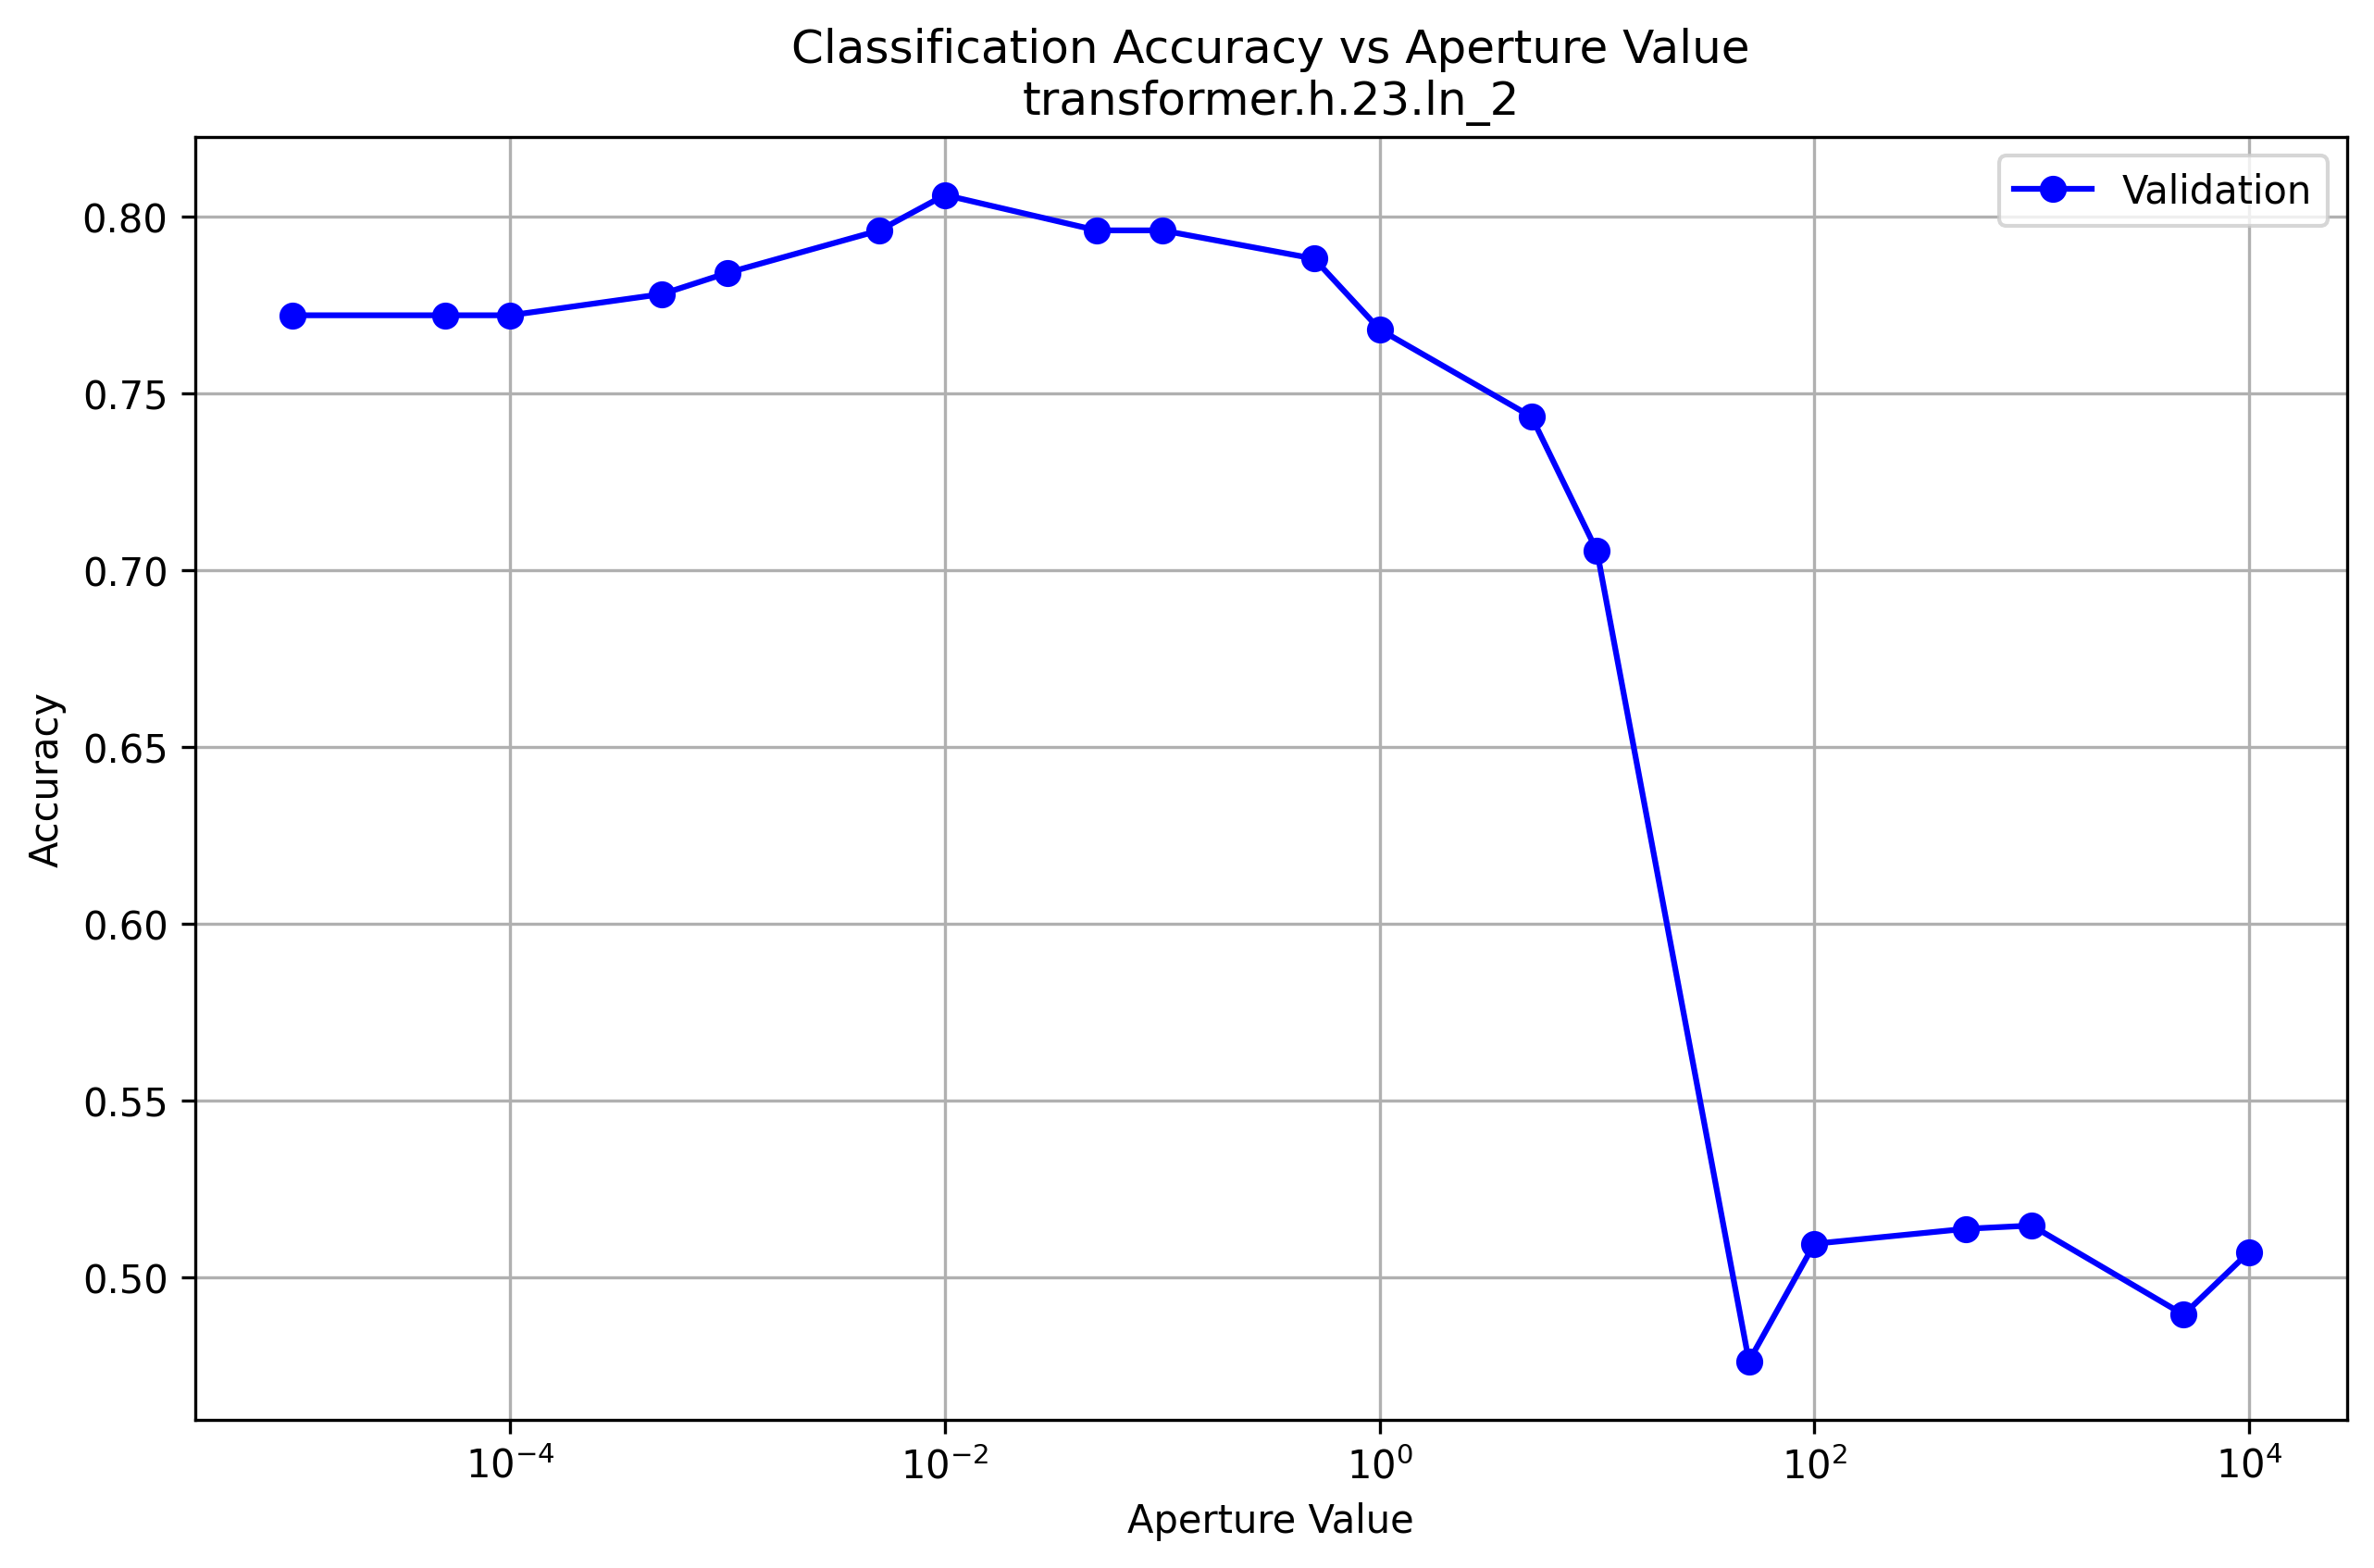 Classification Accuracy vs Aperture Value
transformer.h.23.ln_2
Validation
0.80
0.75
0.70
0.65
0.60
0.55
0.50
Accuracy
10⁻⁴
10⁻²
10⁰
10²
10⁴
Aperture Value